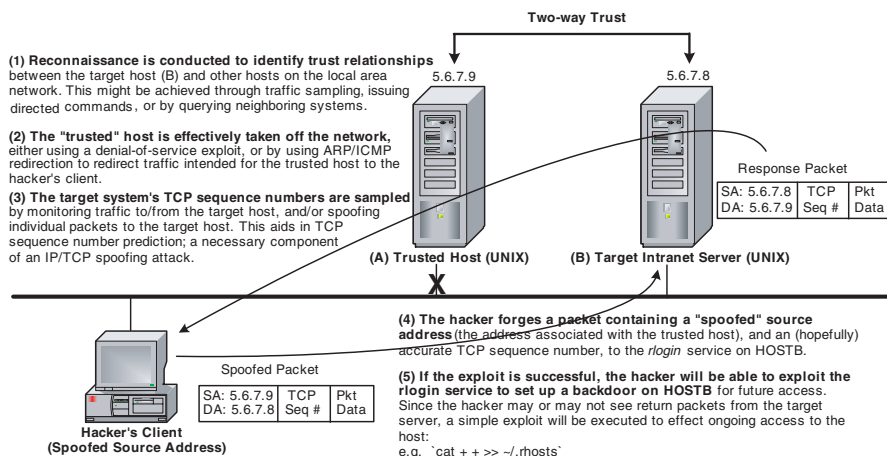 Two-way Trust
(1) Reconnaissance is conducted to identify trust relationships
between the target host (B) and other hosts on the local area
network. This might be achieved through traffic sampling, issuing
directed commands, or by querying neighboring systems.
(2) The "trusted" host is effectively taken off the network,
either using a denial-of-service exploit, or by using ARP/ICMP
redirection to redirect traffic intended for the trusted host to the
hacker's client.
(3) The target system's TCP sequence numbers are sampled
by monitoring traffic to/from the target host, and/or spoofing
individual packets to the target host. This aids in TCP
sequence number prediction; a necessary component
of an IP/TCP spoofing attack.
5.6.7.9
5.6.7.8
Response Packet
SA: 5.6.7.8 TCP Pkt
DA: 5.6.7.9 Seq # Data
(A) Trusted Host (UNIX)
(B) Target Intranet Server (UNIX)
X
(4) The hacker forges a packet containing a "spoofed" source
address (the address associated with the trusted host), and an (hopefully)
accurate TCP sequence number, to the rlogin service on HOSTB.
(5) If the exploit is successful, the hacker will be able to exploit the
rlogin service to set up a backdoor on HOSTB for future access.
Since the hacker may or may not see return packets from the target
server, a simple exploit will be executed to effect ongoing access to the
host:
e.g. `cat + + >> ~/.rhosts`
Spoofed Packet
SA: 5.6.7.9 TCP Pkt
DA: 5.6.7.8 Seq # Data
Hacker's Client
(Spoofed Source Address)